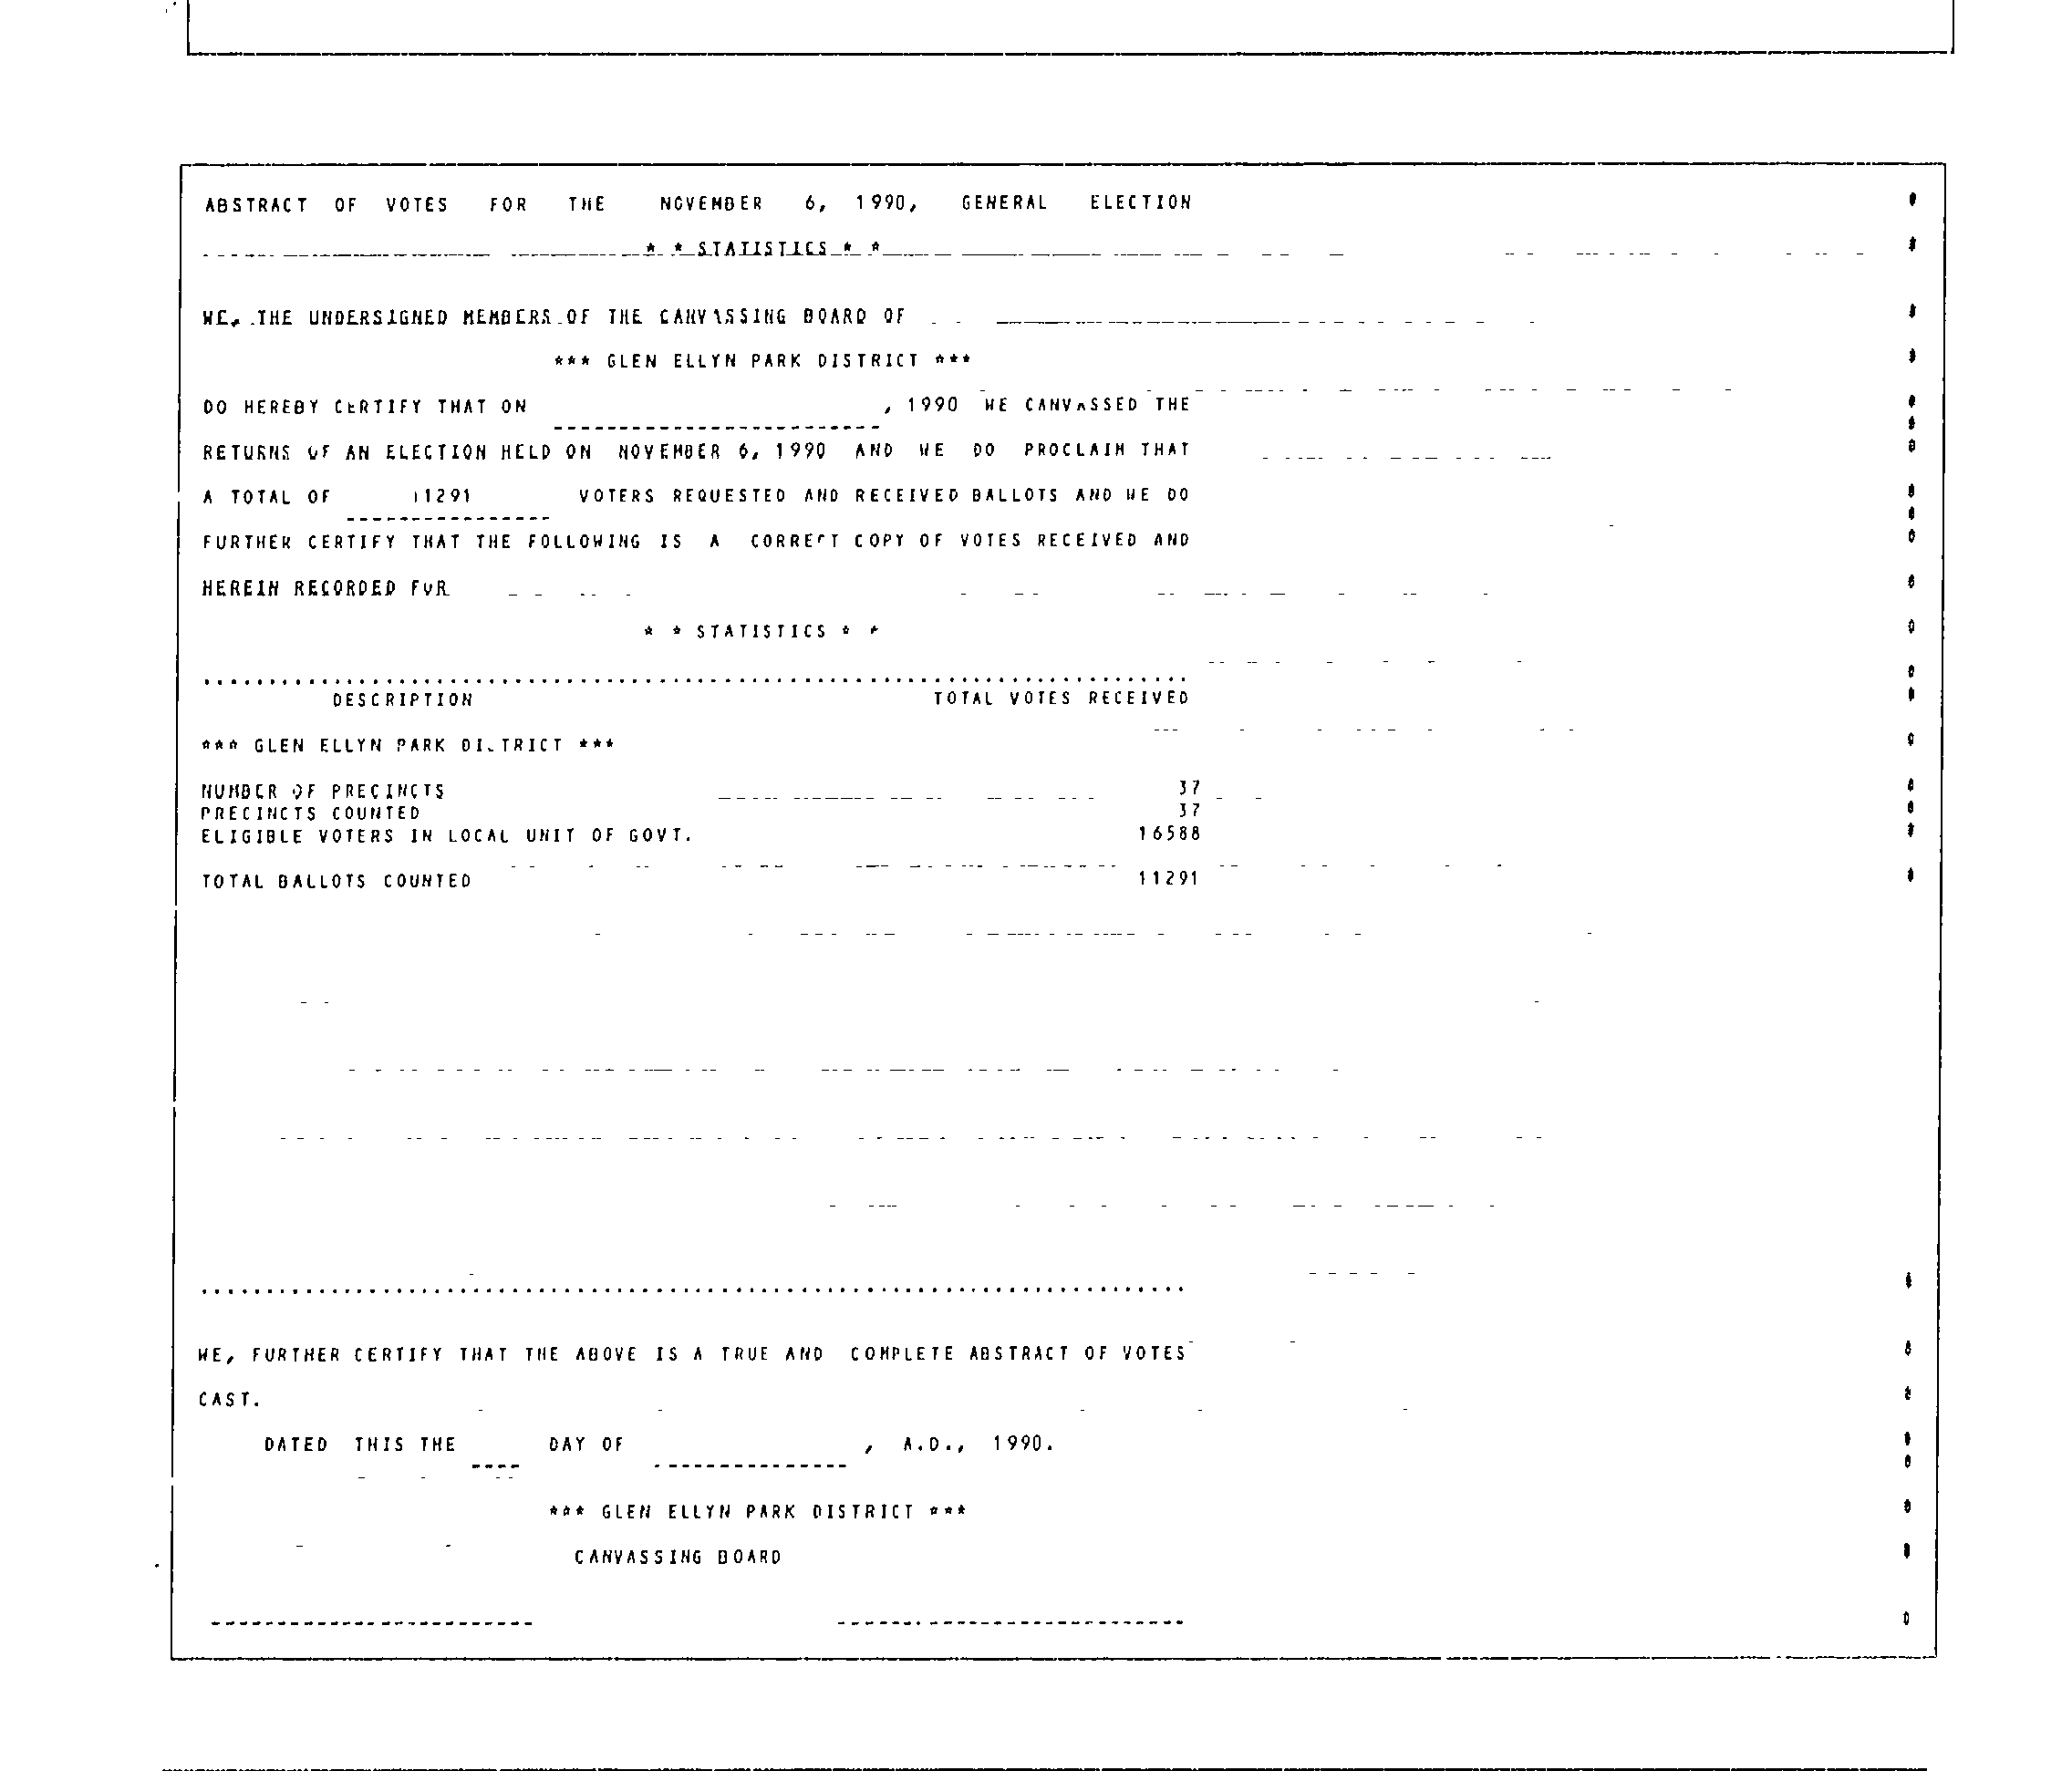 ABSTRACT OF VOTES FOR THE NOVEMBER 6, 1990, GENERAL ELECTION
* * STATISTICS * *
WE, THE UNDERSIGNED MEMBERS OF THE CANVASSING BOARD OF
*** GLEN ELLYN PARK DISTRICT ***
DO HEREBY CERTIFY THAT ON , 1990 WE CANVASSED THE
RETURNS OF AN ELECTION HELD ON NOVEMBER 6, 1990 AND WE DO PROCLAIM THAT
A TOTAL OF 11291 VOTERS REQUESTED AND RECEIVED BALLOTS AND WE DO
FURTHER CERTIFY THAT THE FOLLOWING IS A CORRECT COPY OF VOTES RECEIVED AND
HEREIN RECORDED FOR
* * STATISTICS * *
DESCRIPTION TOTAL VOTES RECEIVED
*** GLEN ELLYN PARK DISTRICT ***
NUMBER OF PRECINCTS 37
PRECINCTS COUNTED 37
ELIGIBLE VOTERS IN LOCAL UNIT OF GOVT. 16588
TOTAL BALLOTS COUNTED 11291
WE, FURTHER CERTIFY THAT THE ABOVE IS A TRUE AND COMPLETE ABSTRACT OF VOTES
CAST.
DATED THIS THE DAY OF , A.D., 1990.
*** GLEN ELLYN PARK DISTRICT ***
CANVASSING BOARD